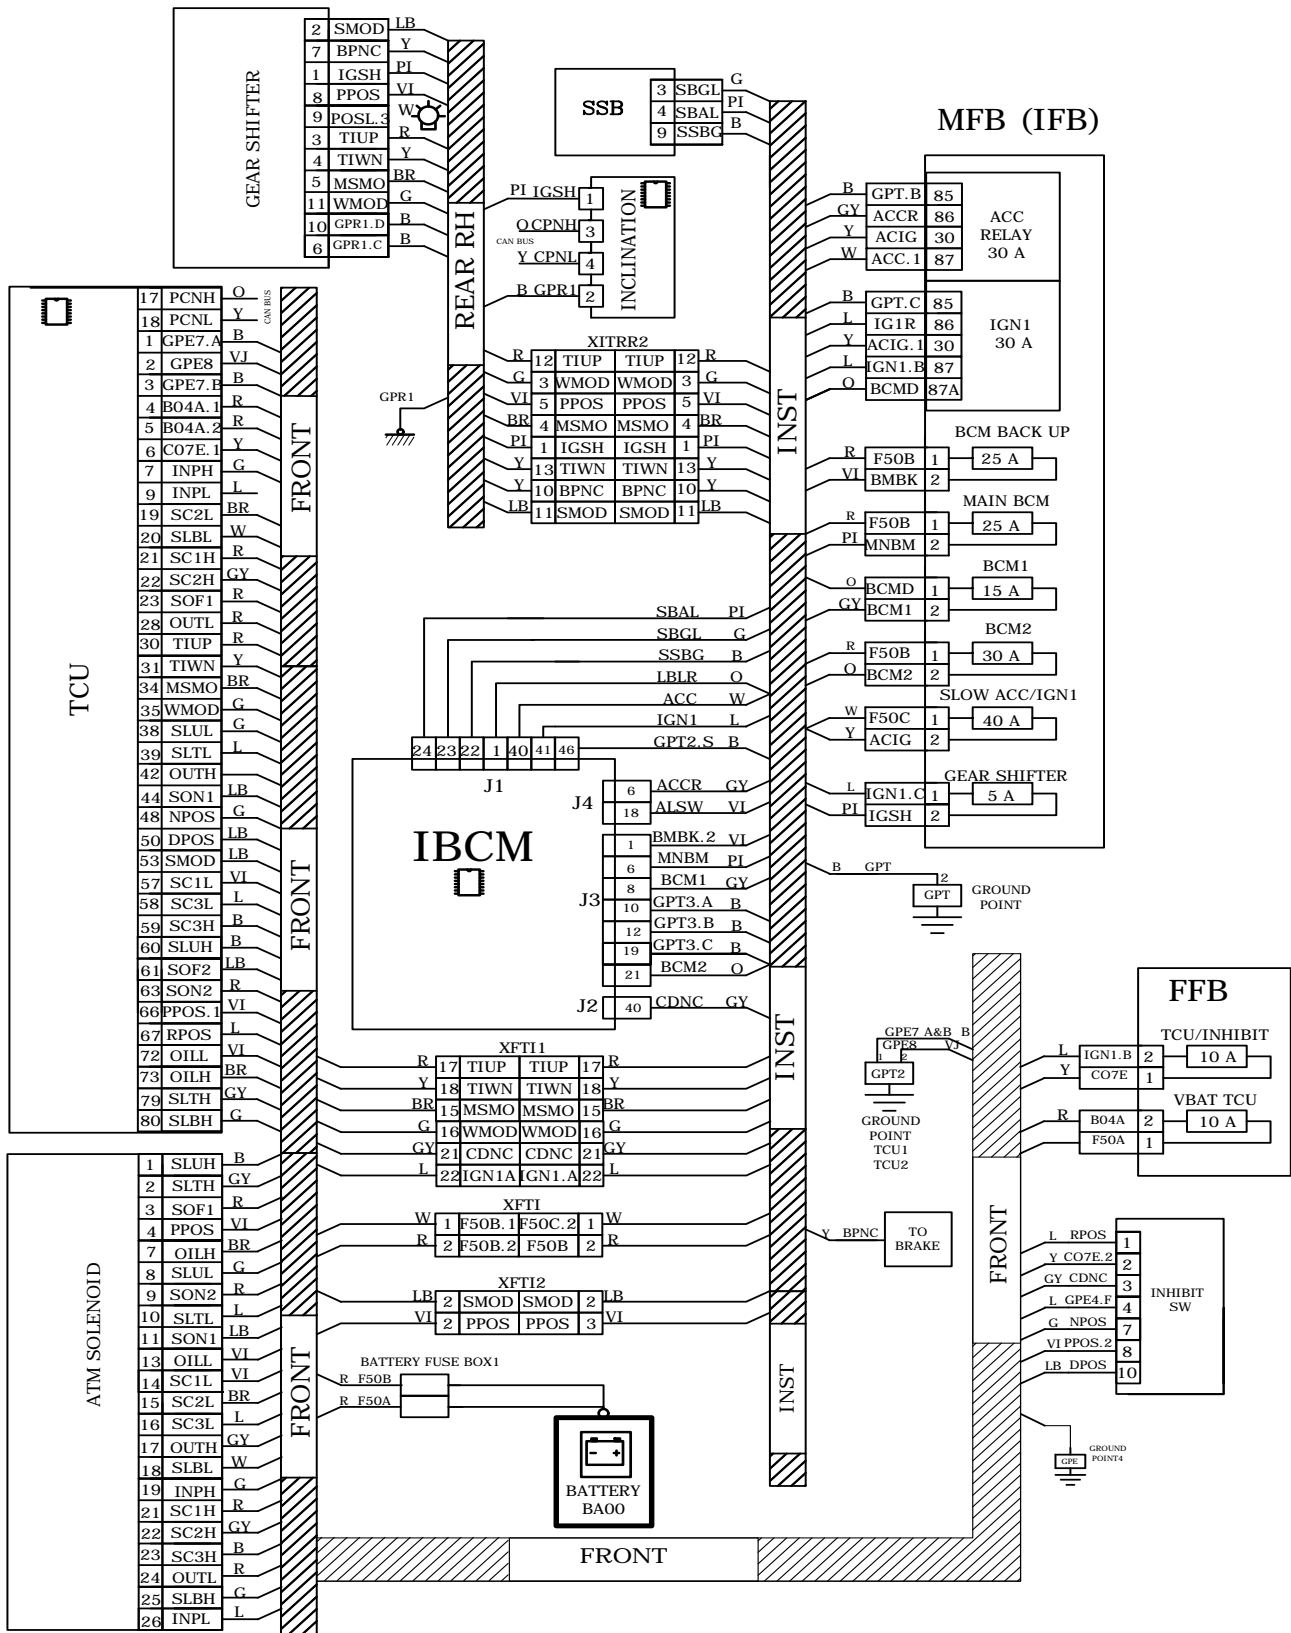 GEAR SHIFTER
2 SMOD LB
7 BPNC Y
1 IGSH PI
8 PPOS VI
9 POSL.3 W
3 TIUP R
4 TIWN Y
5 MSMO BR
11 WMOD G
10 GPR1.D B
6 GPR1.C B
REAR RH
GPR1
SSB
3 SBGL G
4 SBAL PI
9 SSBG B
INCLINATION
PI IGSH 1
O CPNH 3
CAN BUS
Y CPNL 4
B GPR1 2
XITRR2
R 12 TIUP TIUP 12 R
G 3 WMOD WMOD 3 G
VI 5 PPOS PPOS 5 VI
BR 4 MSMO MSMO 4 BR
PI 1 IGSH IGSH 1 PI
Y 13 TIWN TIWN 13 Y
Y 10 BPNC BPNC 10 Y
LB 11 SMOD SMOD 11 LB
INST
MFB (IFB)
B GPT.B 85
GY ACCR 86
Y ACIG 30
W ACC.1 87
ACC
RELAY
30 A
B GPT.C 85
L IG1R 86
Y ACIG.1 30
L IGN1.B 87
O BCMD 87A
IGN1
30 A
BCM BACK UP
R F50B 1 25 A
VI BMBK 2
MAIN BCM
R F50B 1 25 A
PI MNBM 2
BCM1
O BCMD 1 15 A
GY BCM1 2
BCM2
R F50B 1 30 A
O BCM2 2
SLOW ACC/IGN1
W F50C 1 40 A
Y ACIG 2
GEAR SHIFTER
L IGN1.C 1 5 A
PI IGSH 2
B GPT 2
GPT
GROUND
POINT
TCU
17 PCNH O
18 PCNL Y
CAN BUS
1 GPE7.A B
2 GPE8 VJ
3 GPE7.B B
4 B04A.1 R
5 B04A.2 R
6 C07E.1 Y
7 INPH G
9 INPL L
19 SC2L BR
20 SLBL W
21 SC1H R
22 SC2H GY
23 SOF1 R
28 OUTL R
30 TIUP R
31 TIWN Y
34 MSMO BR
35 WMOD G
38 SLUL G
39 SLTL L
42 OUTH
44 SON1 LB
48 NPOS G
50 DPOS LB
53 SMOD LB
57 SC1L VI
58 SC3L L
59 SC3H B
60 SLUH B
61 SOF2 LB
63 SON2 R
66 PPOS.1 VI
67 RPOS L
72 OILL VI
73 OILH BR
79 SLTH GY
80 SLBH G
FRONT
FRONT
SBAL PI
SBGL G
SSBG B
LBLR O
ACC W
IGN1 L
GPT2.S B
24 23 22 1 40 41 46
J1
IBCM
J4
6 ACCR GY
18 ALSW VI
J3
1 BMBK.2 VI
6 MNBM PI
8 BCM1 GY
10 GPT3.A B
12 GPT3.B B
19 GPT3.C B
21 BCM2 O
J2
40 CDNC GY
INST
XFTI1
R 17 TIUP TIUP 17 R
Y 18 TIWN TIWN 18 Y
BR 15 MSMO MSMO 15 BR
G 16 WMOD WMOD 16 G
GY 21 CDNC CDNC 21 GY
L 22 IGN1A IGN1.A 22 L
XFTI
W 1 F50B.1 F50C.2 1 W
R 2 F50B.2 F50B 2 R
XFTI2
LB 2 SMOD SMOD 2 LB
VI 2 PPOS PPOS 3 VI
BATTERY FUSE BOX1
R F50B
R F50A
- +
BATTERY
BA00
INST
Y BPNC
TO
BRAKE
GPE7 A&B B
GPE8 VJ
1 2
GPT2
GROUND
POINT
TCU1
TCU2
FFB
TCU/INHIBIT
L IGN1.B 2 10 A
Y CO7E 1
VBAT TCU
R B04A 2 10 A
F50A 1
FRONT
L RPOS 1
Y CO7E.2 2
GY CDNC 3
L GPE4.F 4
G NPOS 7
VI PPOS.2 8
LB DPOS 10
INHIBIT
SW
GPE
GROUND
POINT4
ATM SOLENOID
1 SLUH B
2 SLTH GY
3 SOF1 R
4 PPOS VI
7 OILH BR
8 SLUL G
9 SON2 R
10 SLTL L
11 SON1 LB
13 OILL VI
14 SC1L VI
15 SC2L BR
16 SC3L L
17 OUTH GY
18 SLBL W
19 INPH G
21 SC1H R
22 SC2H GY
23 SC3H B
24 OUTL R
25 SLBH G
26 INPL L
FRONT
FRONT